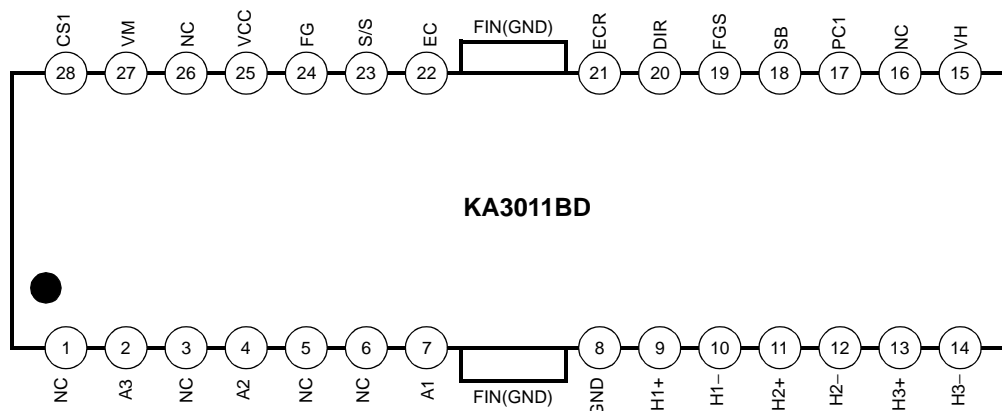 CS1 VM NC VCC FG S/S EC FIN(GND) ECR DIR FGS SB PC1 NC VH
28 27 26 25 24 23 22 21 20 19 18 17 16 15
KA3011BD
1 2 3 4 5 6 7 8 9 10 11 12 13 14
NC A3 NC A2 NC NC A1 FIN(GND) GND H1+ H1− H2+ H2− H3+ H3−